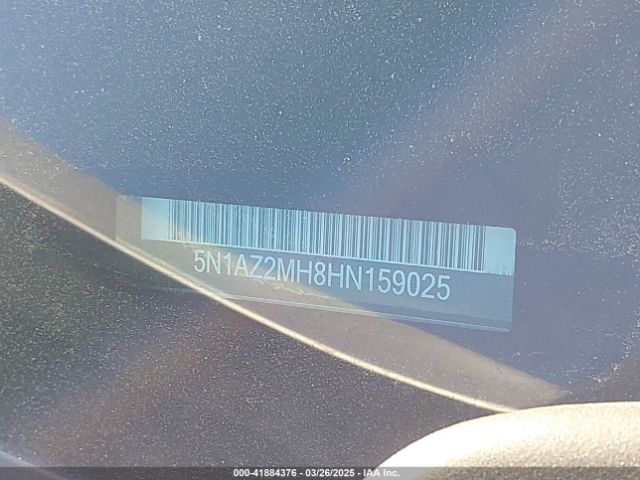 5N1AZ2MH8HN159025
000-41884376 • 03/26/2025 • IAA Inc.